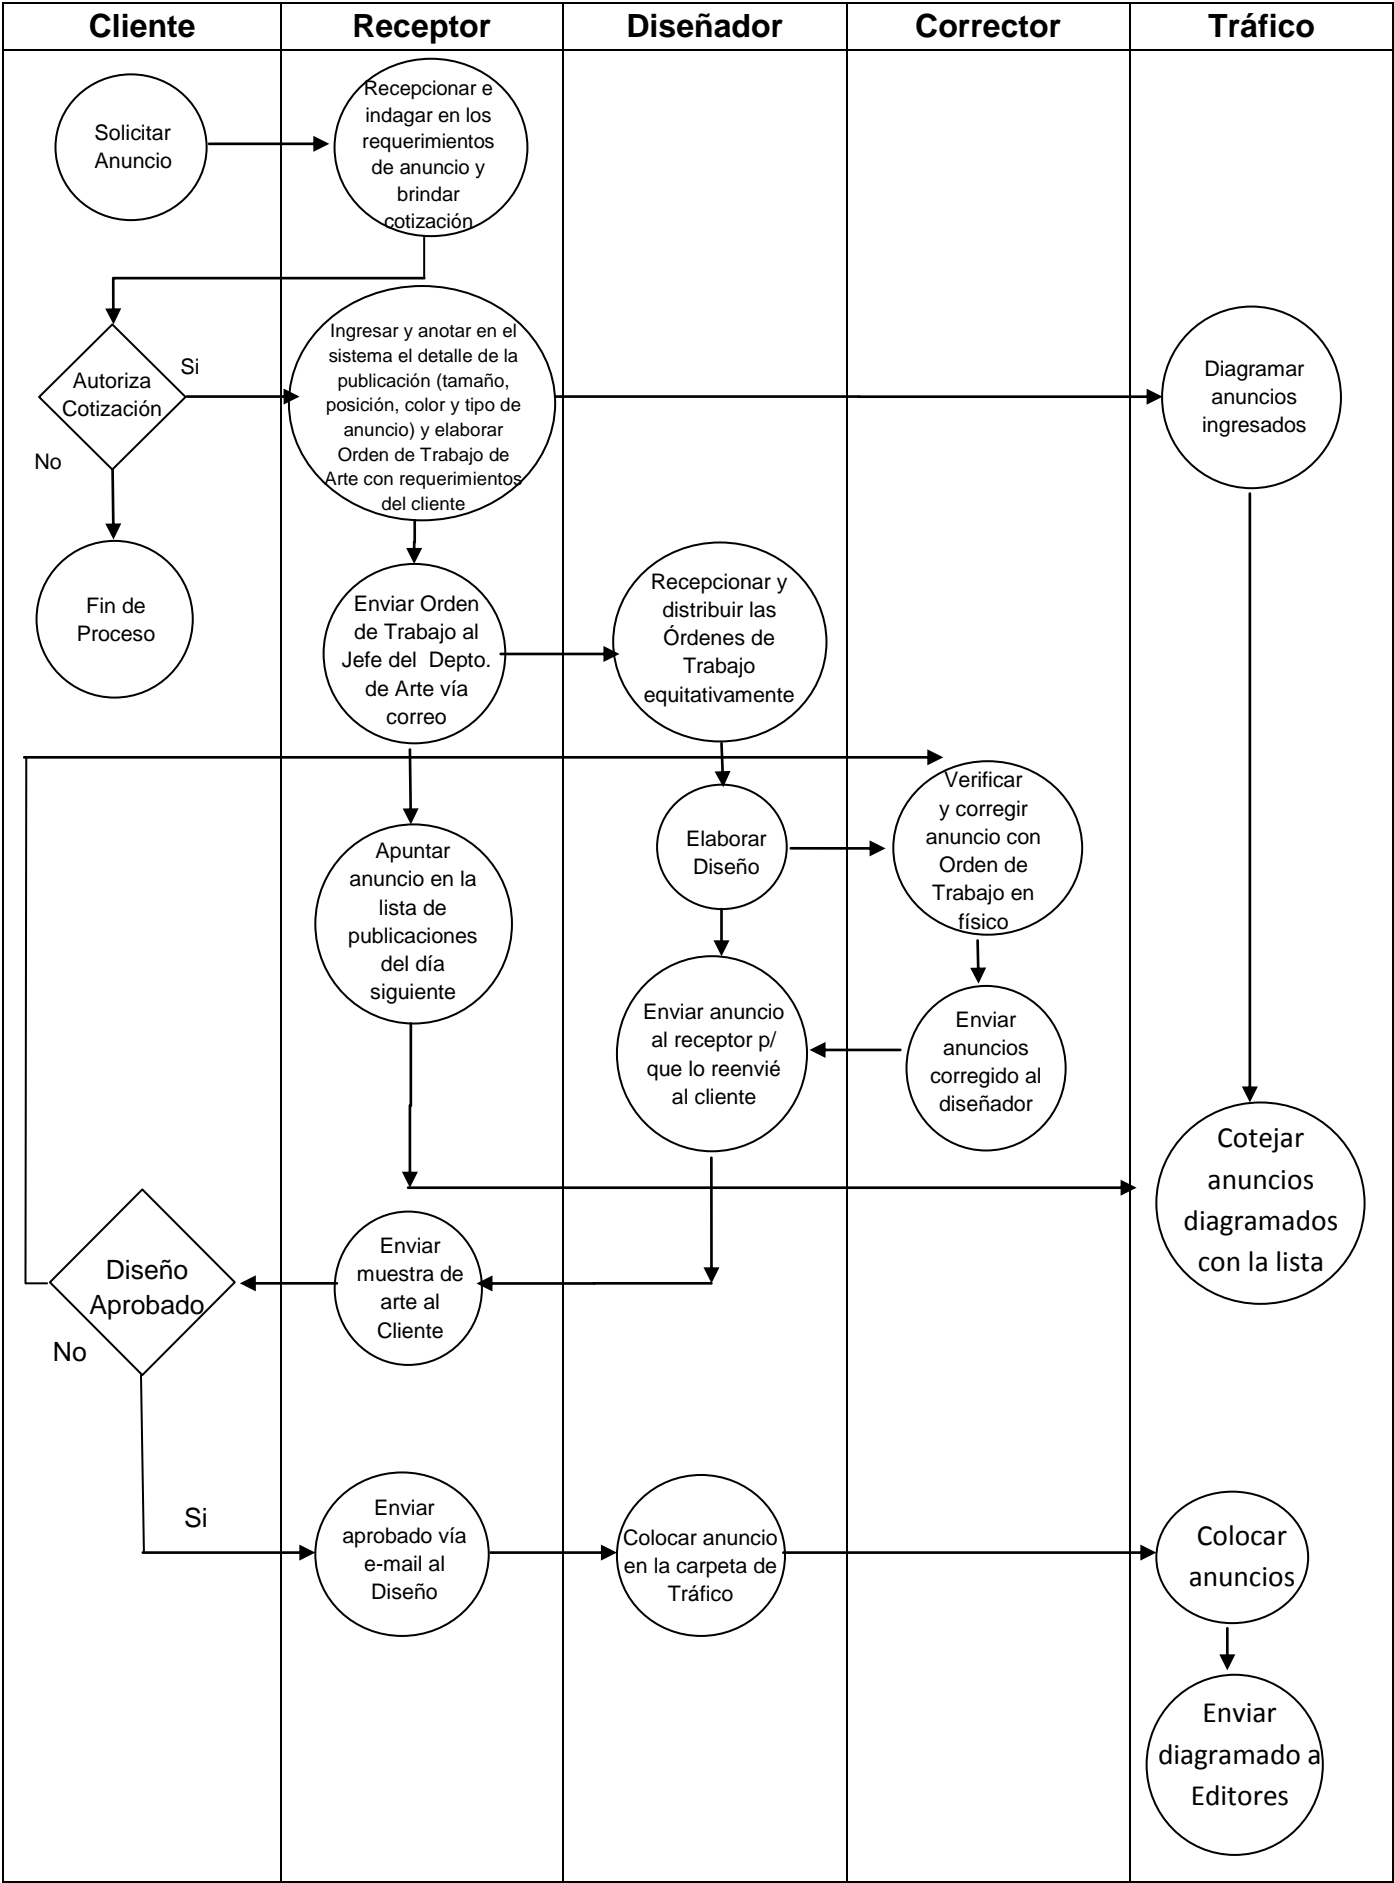 Cliente
Receptor
Diseñador
Corrector
Tráfico
Solicitar
Anuncio
Recepcionar e
indagar en los
requerimientos
de anuncio y
brindar
cotización
Autoriza
Cotización
Si
No
Ingresar y anotar en el
sistema el detalle de la
publicación (tamaño,
posición, color y tipo de
anuncio) y elaborar
Orden de Trabajo de
Arte con requerimientos
del cliente
Diagramar
anuncios
ingresados
Fin de
Proceso
Enviar Orden
de Trabajo al
Jefe del Depto.
de Arte vía
correo
Recepcionar y
distribuir las
Órdenes de
Trabajo
equitativamente
Apuntar
anuncio en la
lista de
publicaciones
del día
siguiente
Elaborar
Diseño
Verificar
y corregir
anuncio con
Orden de
Trabajo en
físico
Enviar anuncio
al receptor p/
que lo reenvié
al cliente
Enviar
anuncios
corregido al
diseñador
Cotejar
anuncios
diagramados
con la lista
Diseño
Aprobado
No
Enviar
muestra de
arte al
Cliente
Si
Enviar
aprobado vía
e-mail al
Diseño
Colocar anuncio
en la carpeta de
Tráfico
Colocar
anuncios
Enviar
diagramado a
Editores